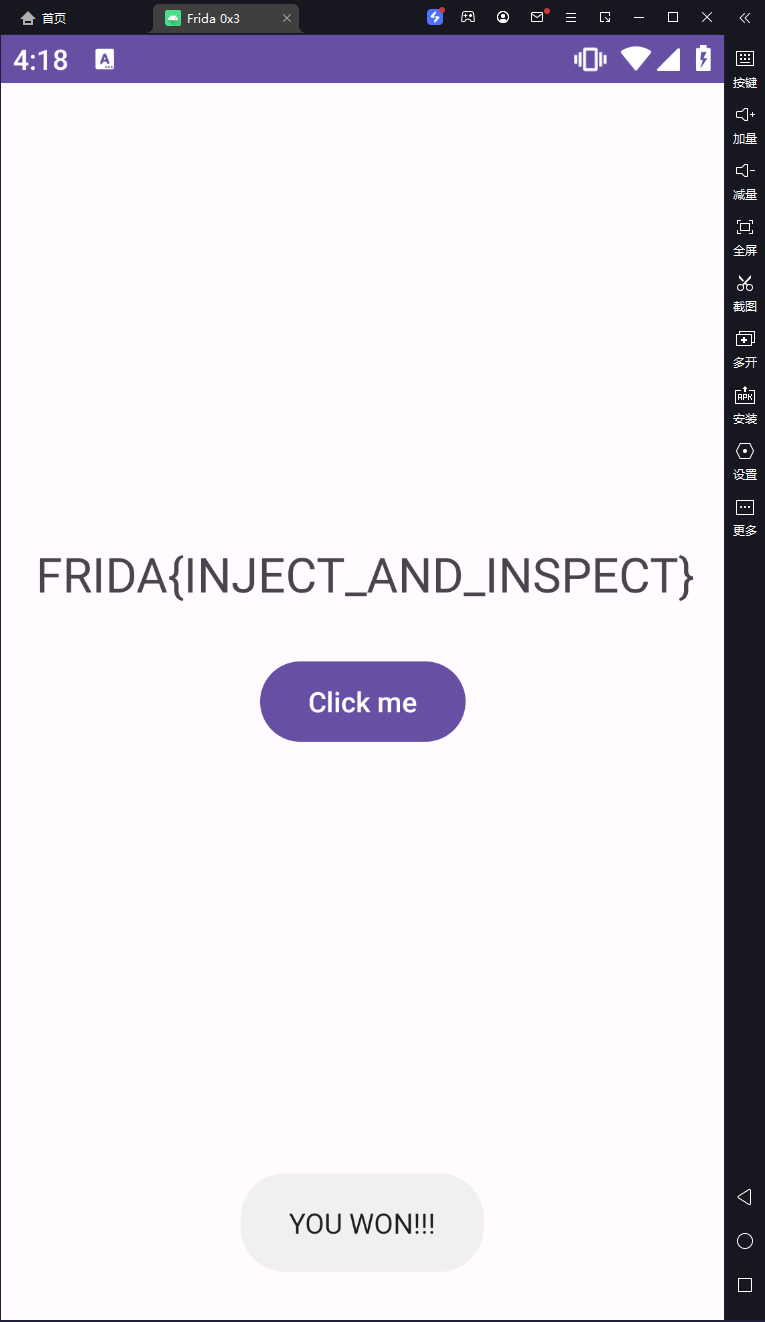 首页
Frida 0x3
4:18
A
按键
加量
减量
全屏
截图
多开
APK
安装
设置
更多
FRIDA{INJECT_AND_INSPECT}
Click me
YOU WON!!!